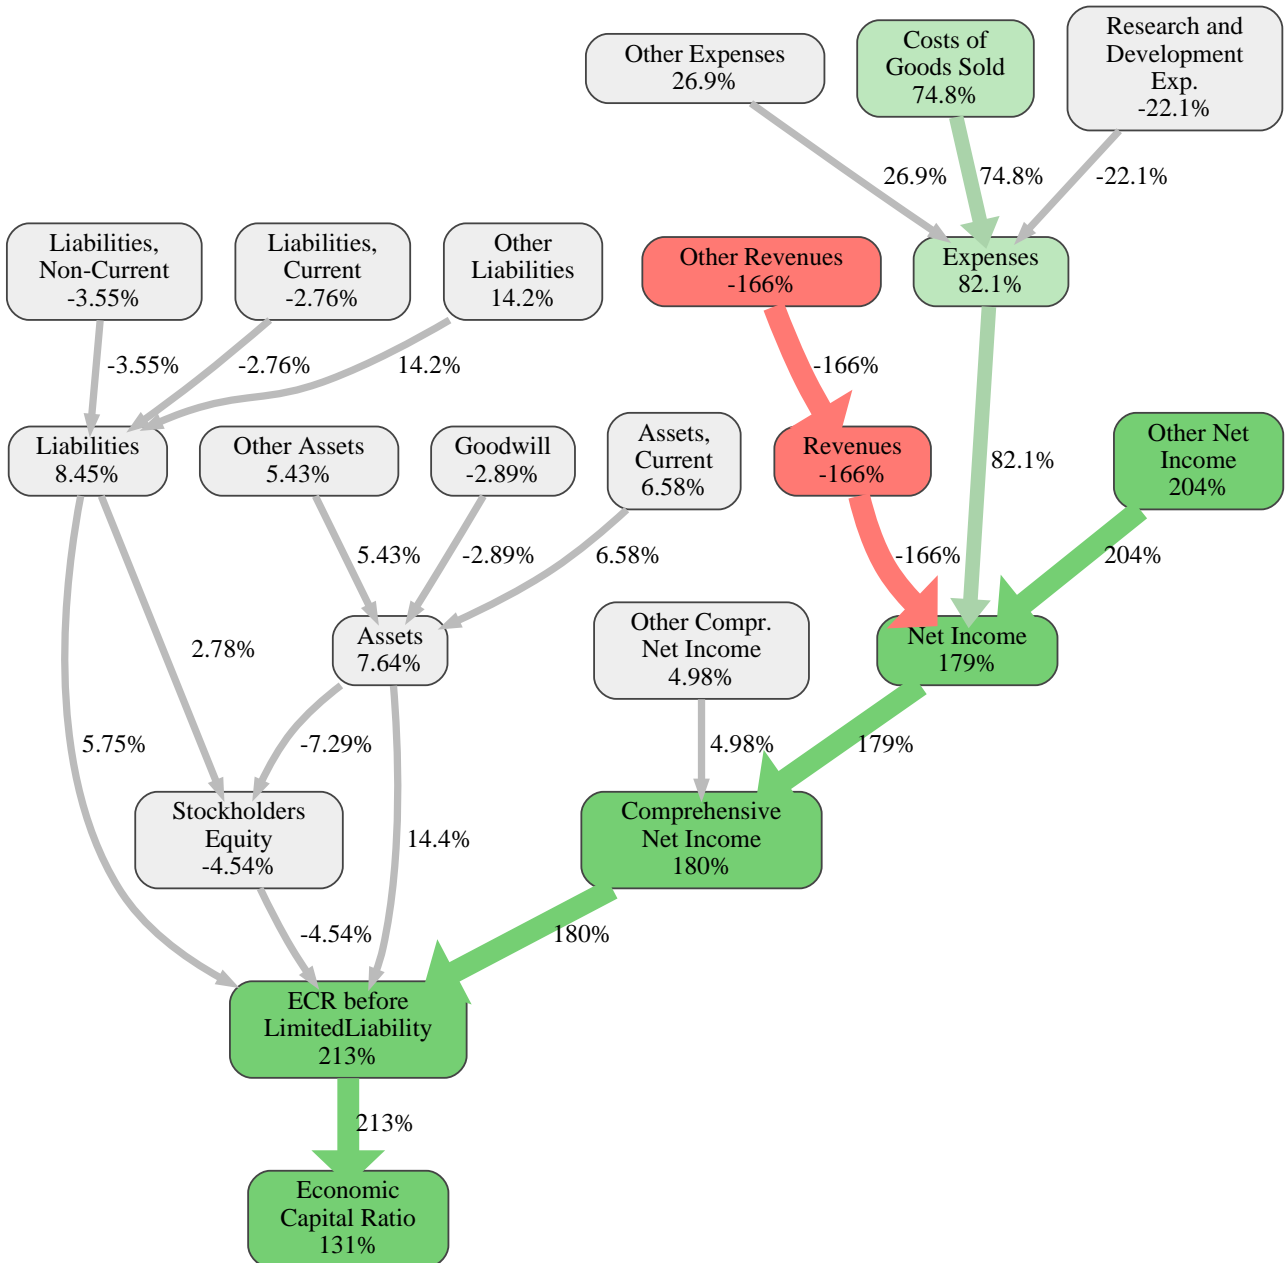 Other Expenses
26.9%
Costs of
Goods Sold
74.8%
Research and
Development
Exp.
-22.1%
26.9%
74.8%
-22.1%
Liabilities,
Non-Current
-3.55%
Liabilities,
Current
-2.76%
Other
Liabilities
14.2%
Other Revenues
-166%
Expenses
82.1%
-3.55%
-2.76%
14.2%
-166%
Liabilities
8.45%
Other Assets
5.43%
Goodwill
-2.89%
Assets,
Current
6.58%
Revenues
-166%
82.1%
Other Net
Income
204%
5.43%
-2.89%
6.58%
-166%
204%
2.78%
Assets
7.64%
Other Compr.
Net Income
4.98%
Net Income
179%
5.75%
-7.29%
4.98%
179%
Stockholders
Equity
-4.54%
14.4%
Comprehensive
Net Income
180%
-4.54%
180%
ECR before
LimitedLiability
213%
213%
Economic
Capital Ratio
131%